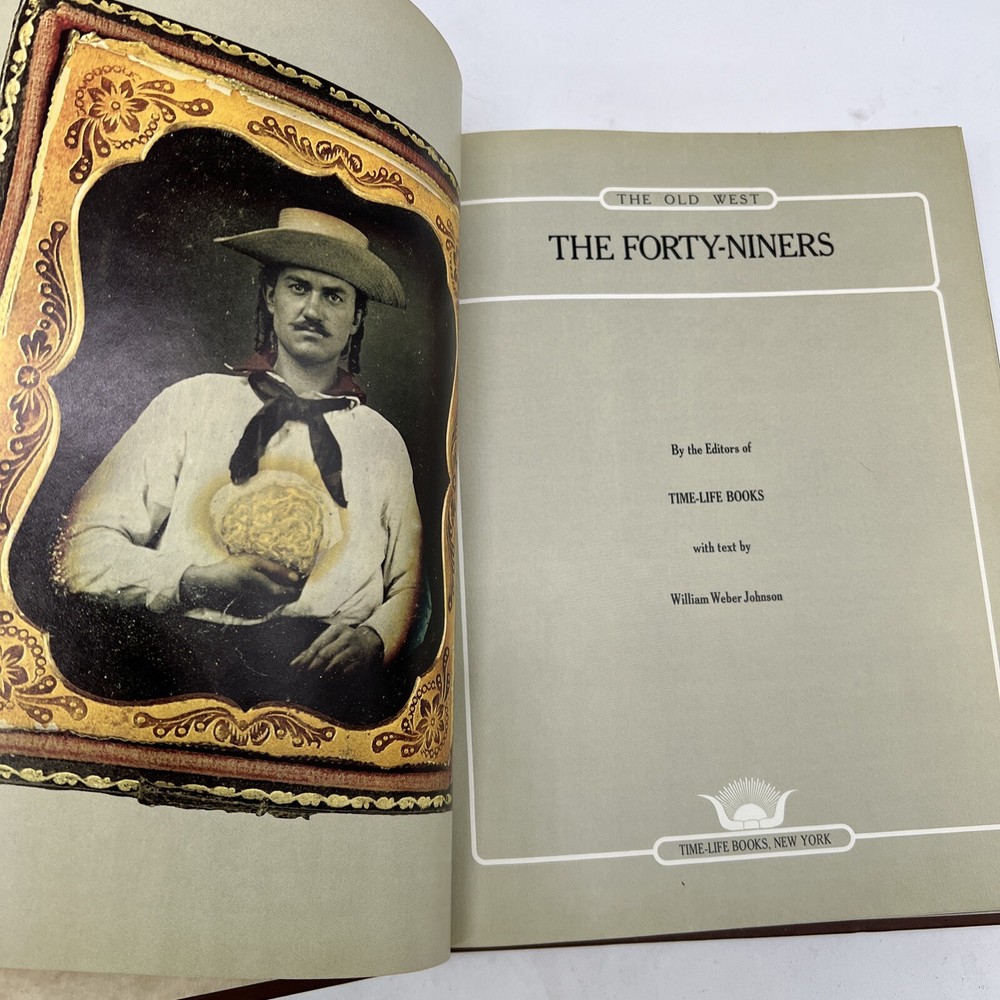 THE OLD WEST
THE FORTY-NINERS
By the Editors of
TIME-LIFE BOOKS
with text by
William Weber Johnson
TIME-LIFE BOOKS, NEW YORK